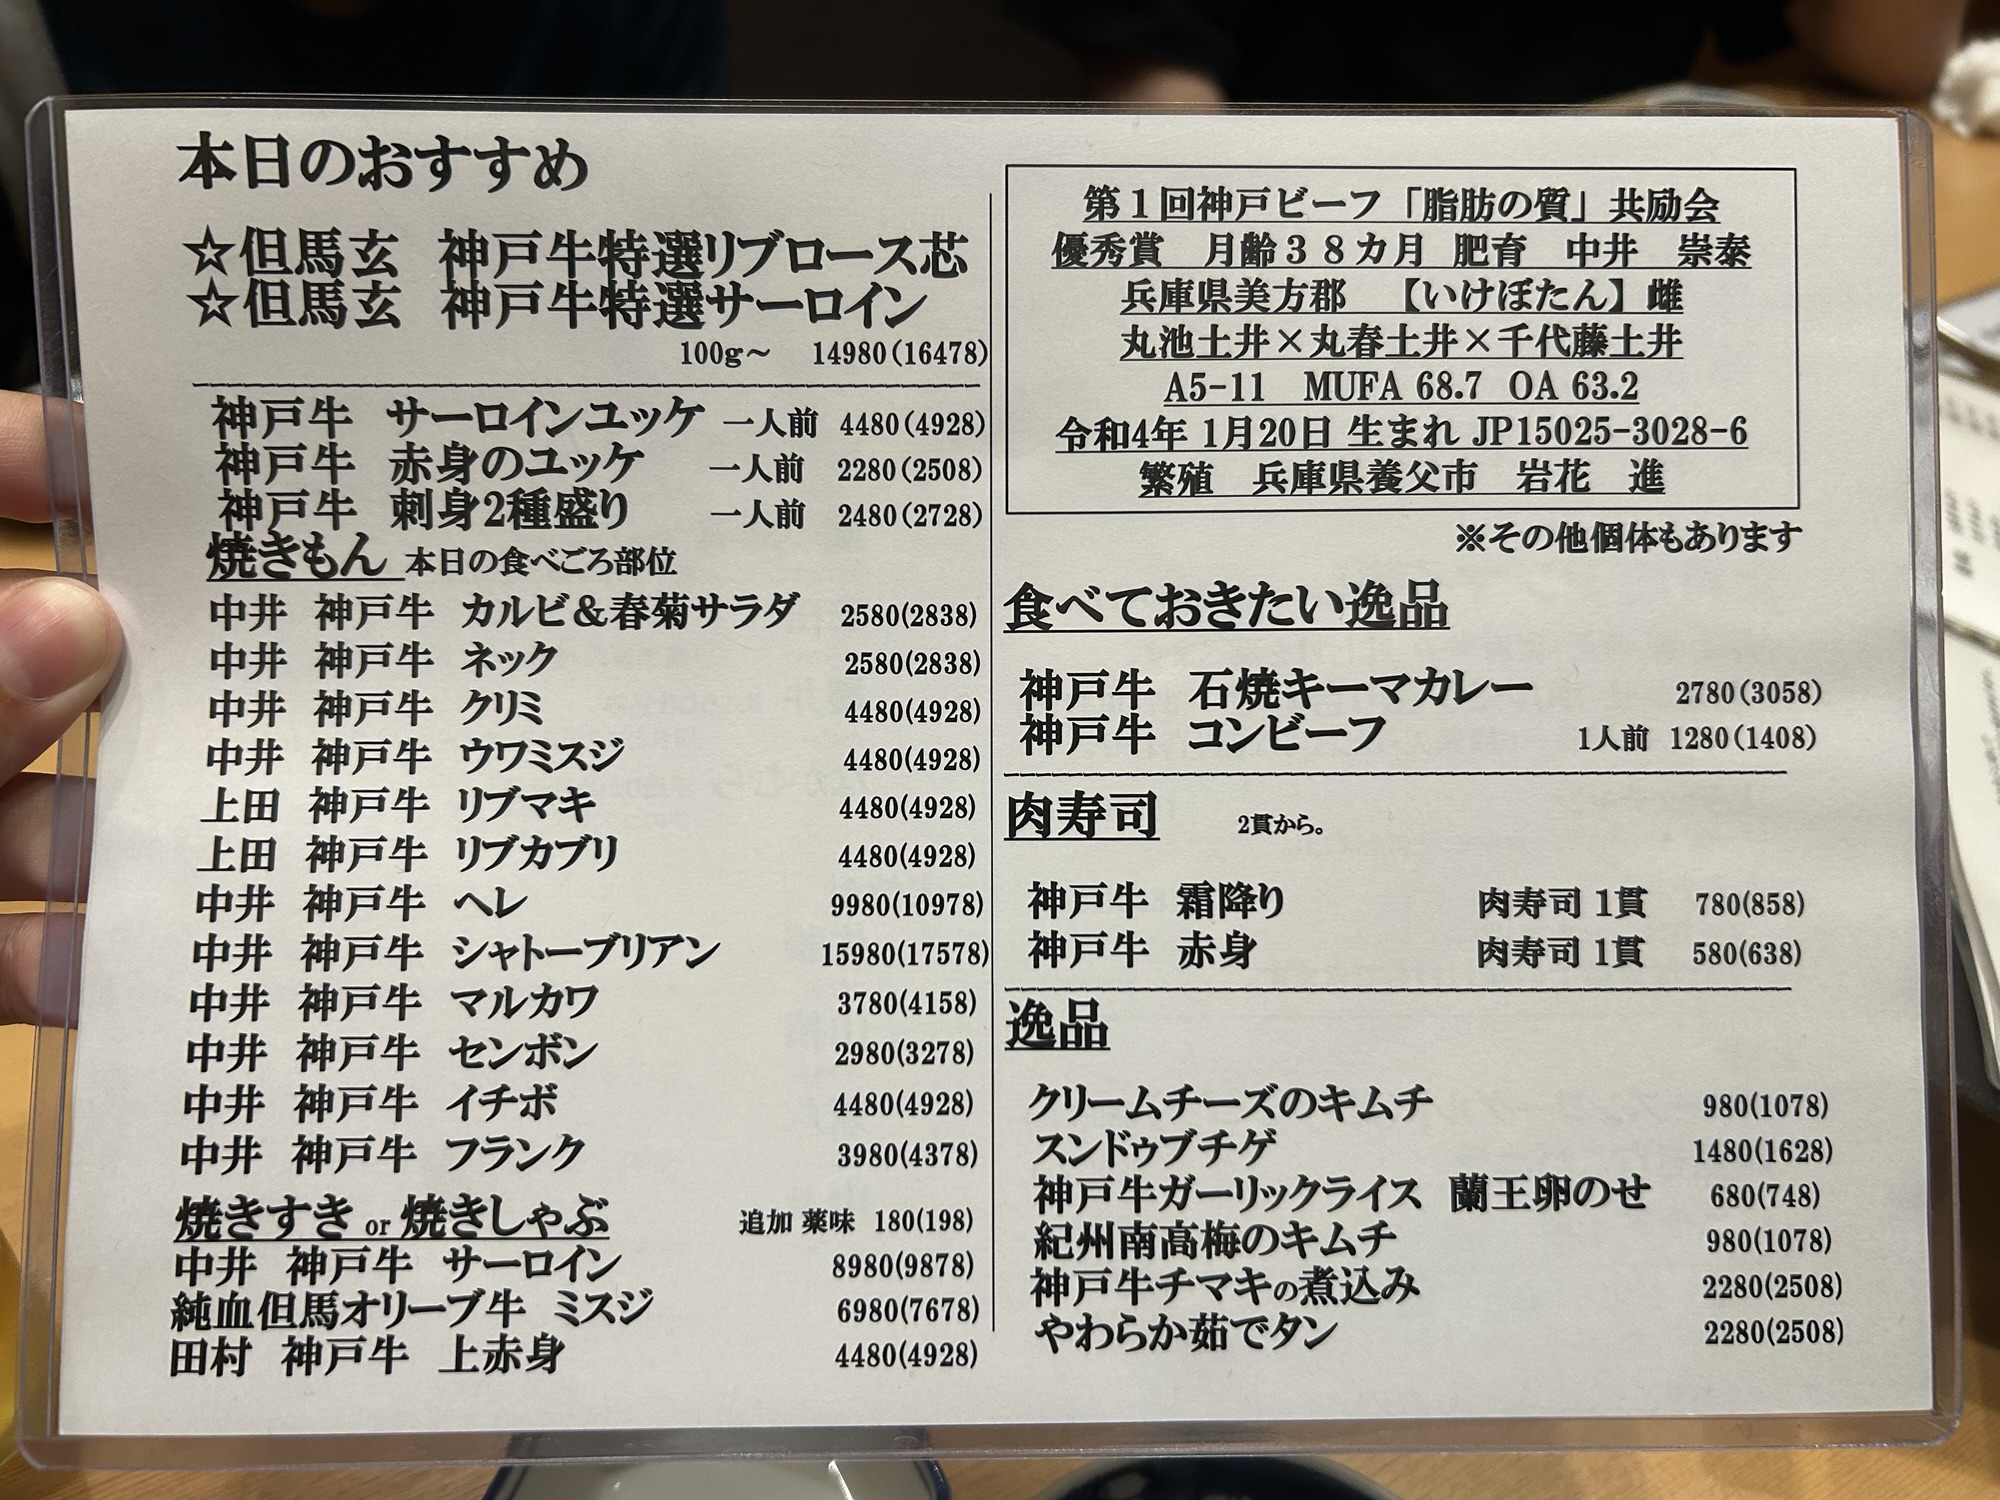 本日のおすすめ
☆但馬玄 神戸牛特選リブロース芯
☆但馬玄 神戸牛特選サーロイン
100g～ 14980(16478)
神戸牛 サーロインユッケ 一人前 4480(4928)
神戸牛 赤身のユッケ 一人前 2280(2508)
神戸牛 刺身2種盛り 一人前 2480(2728)
焼きもん 本日の食べごろ部位
中井 神戸牛 カルビ＆春菊サラダ 2580(2838)
中井 神戸牛 ネック 2580(2838)
中井 神戸牛 クリミ 4480(4928)
中井 神戸牛 ウワミスジ 4480(4928)
上田 神戸牛 リブマキ 4480(4928)
上田 神戸牛 リブカブリ 4480(4928)
中井 神戸牛 ヘレ 9980(10978)
中井 神戸牛 シャトーブリアン 15980(17578)
中井 神戸牛 マルカワ 3780(4158)
中井 神戸牛 センボン 2980(3278)
中井 神戸牛 イチボ 4480(4928)
中井 神戸牛 フランク 3980(4378)
焼きすき or 焼きしゃぶ 追加 薬味 180(198)
中井 神戸牛 サーロイン 8980(9878)
純血但馬オリーブ牛 ミスジ 6980(7678)
田村 神戸牛 上赤身 4480(4928)
第１回神戸ビーフ「脂肪の質」共励会
優秀賞 月齢３８カ月 肥育 中井 崇泰
兵庫県美方郡 【いけぼたん】雌
丸池土井×丸春土井×千代藤土井
A5-11 MUFA 68.7 OA 63.2
令和4年 1月20日 生まれ JP15025-3028-6
繁殖 兵庫県養父市 岩花 進
※その他個体もあります
食べておきたい逸品
神戸牛 石焼キーマカレー 2780(3058)
神戸牛 コンビーフ 1人前 1280(1408)
肉寿司 2貫から。
神戸牛 霜降り 肉寿司 1貫 780(858)
神戸牛 赤身 肉寿司 1貫 580(638)
逸品
クリームチーズのキムチ 980(1078)
スンドゥブチゲ 1480(1628)
神戸牛ガーリックライス 蘭王卵のせ 680(748)
紀州南高梅のキムチ 980(1078)
神戸牛チマキの煮込み 2280(2508)
やわらか茹でタン 2280(2508)